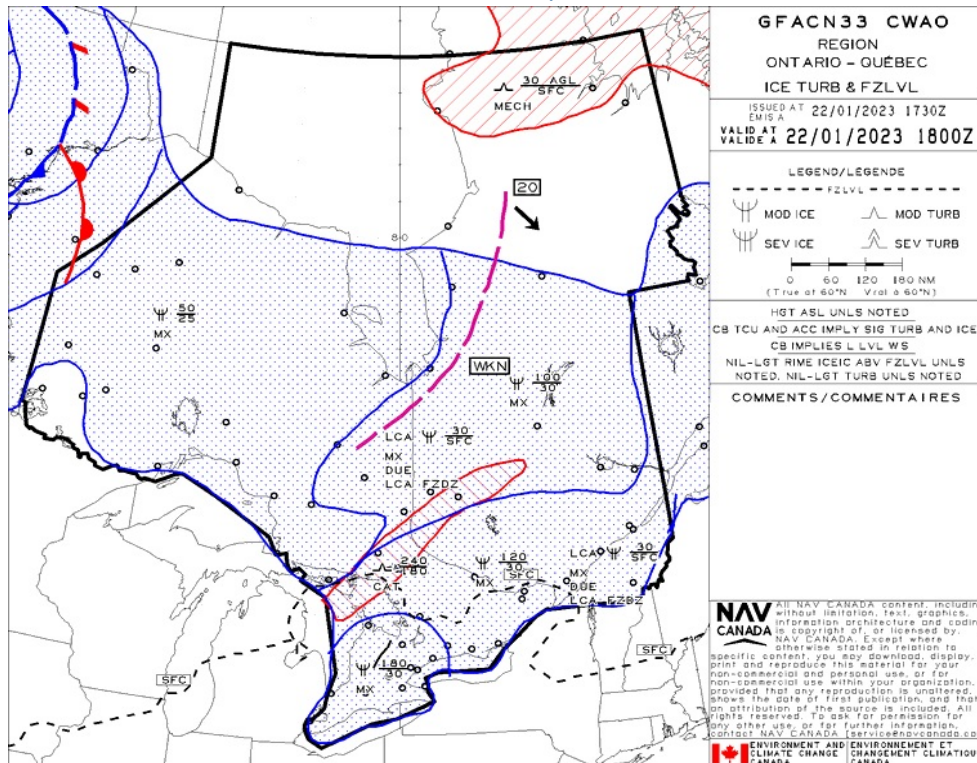 GFACN33 CWAO
REGION
ONTARIO - QUÉBEC
ICE TURB & FZLVL
ISSUED AT
ÉMIS À
22/01/2023 1730Z
VALID AT
VALIDE À
22/01/2023 1800Z
LEGEND/LÉGENDE
FZLVL
MOD ICE
MOD TURB
SEV ICE
SEV TURB
0 60 120 180 NM
(True at 60°N Vrai à 60°N)
HGT ASL UNLS NOTED
CB TCU AND ACC IMPLY SIG TURB AND ICE
CB IMPLIES L LVL WS
NIL-LGT RIME ICEIC ABV FZLVL UNLS
NOTED. NIL-LGT TURB UNLS NOTED
COMMENTS/COMMENTAIRES
30 AGL
SFC
MECH
20
80
50
25
MX
WKN
100
30
MX
LCA
30
SFC
MX
DUE
LCA FZDZ
240
180
CAT
120
30
SFC
MX
LCA
30
SFC
MX
DUE
LCA FZDZ
180
30
MX
SFC
SFC
NAV
CANADA
All NAV CANADA content, includin
without limitation, text, graphics,
information architecture and codin
is copyright of, or licensed by,
NAV CANADA. Except where
otherwise stated in relation to
specific content, you may download, display,
print and reproduce this material for your
non-commercial and personal use, or for
non-commercial use within your organization,
provided that any reproduction is unaltered,
shows the date of first publication, and that
an attribution of the source is included. All
rights reserved. To ask for permission for
any other use, or for further information,
contact NAV CANADA [service@navcanada.ca
ENVIRONMENT AND
CLIMATE CHANGE
CANADA
ENVIRONNEMENT ET
CHANGEMENT CLIMATIQU
CANADA